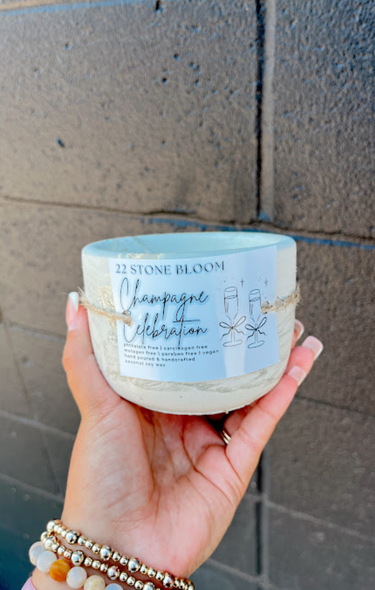 22 STONE BLOOM
Champagne
Celebration
phthalate free | carcinogen free
mutagen free | paraben free | vegan
hand poured & handcrafted
coconut soy wax